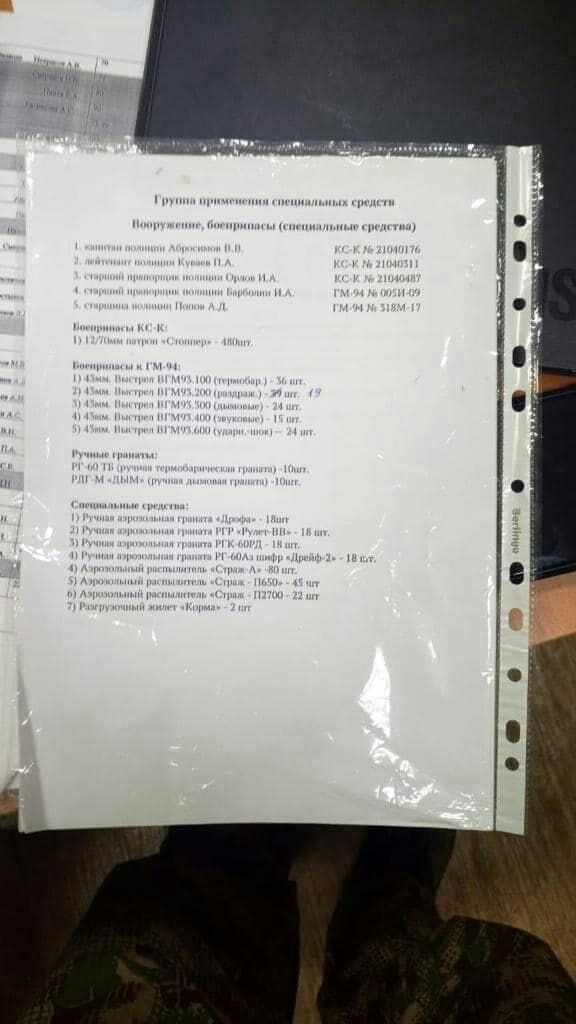 Некрасов А.В. 70
Группа применения специальных средств
Вооружение, боеприпасы (специальные средства)
1. капитан полиции Абросимов В.В. КС-К № 21040176
2. лейтенант полиции Куваев П.А. КС-К № 21040311
3. старший прапорщик полиции Орлов И.А. КС-К № 21040487
4. старший прапорщик полиции Барболин И.А. ГМ-94 № 005И-09
5. старшина полиции Попов А.Д. ГМ-94 № 318М-17
Боеприпасы КС-К:
1) 12/70мм патрон «Стоппер» - 480шт.
Боеприпасы к ГМ-94:
1) 43мм. Выстрел ВГМ93.100 (термобар.) - 36 шт.
2) 43мм. Выстрел ВГМ93.200 (раздраж.) - шт. 19
3) 43мм. Выстрел ВГМ93.300 (дымовые) - 24 шт.
4) 43мм. Выстрел ВГМ93.400 (звуковые) - 15 шт.
5) 43мм. Выстрел ВГМ93.600 (ударн.-шок) – 24 шт.
Ручные гранаты:
РГ-60 ТБ (ручная термобарическая граната) -10шт.
РДГ-М «ДЫМ» (ручная дымовая граната) -10шт.
Специальные средства:
1) Ручная аэрозольная граната «Дрофа» - 18шт
2) Ручная аэрозольная граната РГР «Рулет-ВВ» - 18 шт.
3) Ручная аэрозольная граната РГК-60РД - 18 шт.
4) Ручная аэрозольная граната РГ-60Аз шифр «Дрейф-2» - 18 шт.
4) Аэрозольный распылитель «Страж-А» -80 шт.
5) Аэрозольный распылитель «Страж - П650» - 45 шт
6) Аэрозольный распылитель «Страж - П2700 - 22 шт
7) Разгрузочный жилет «Корма» - 2 шт
Berlingo